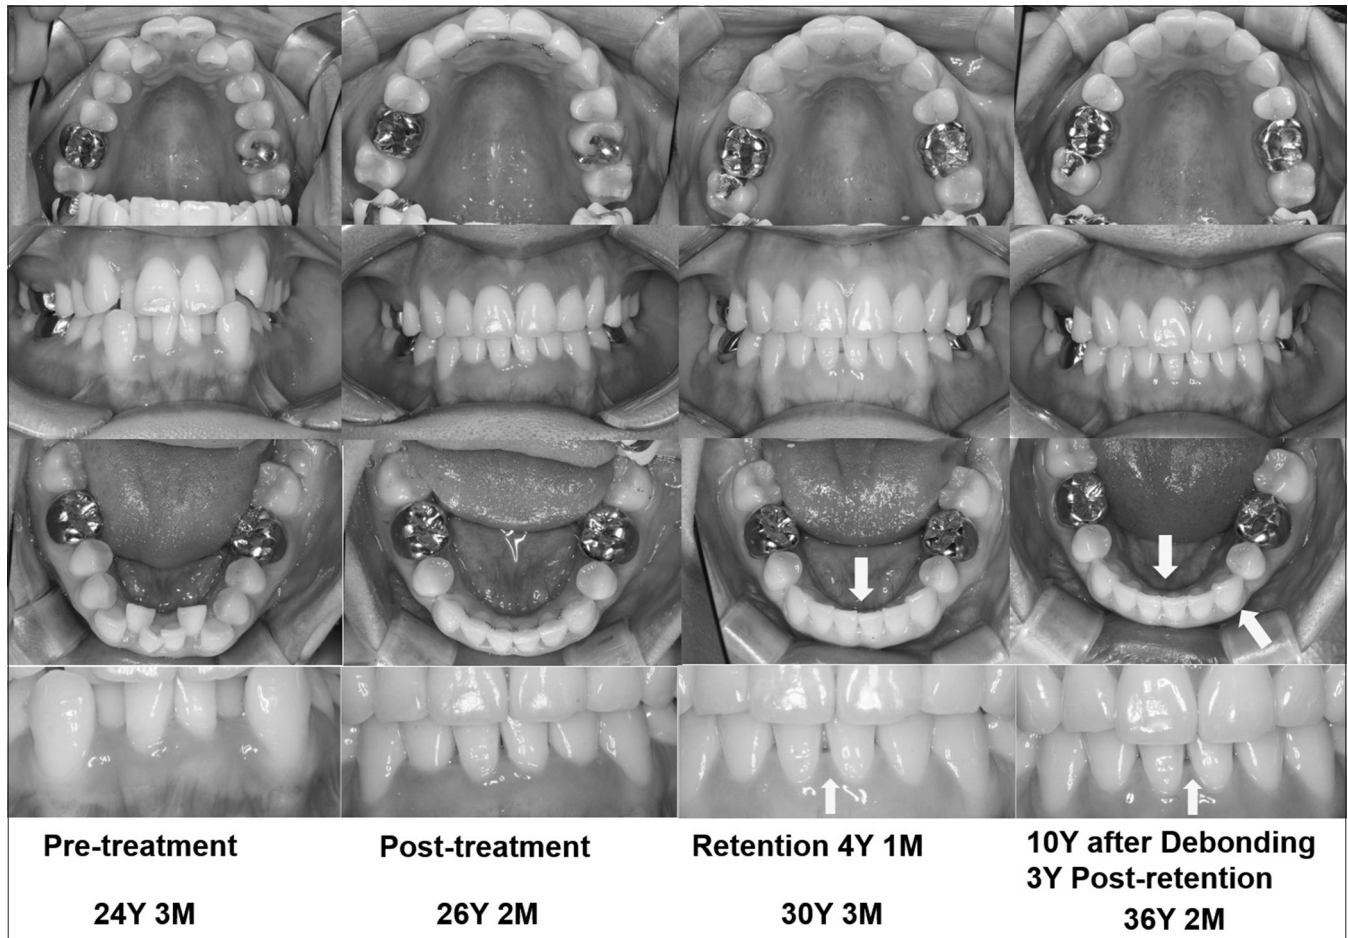 Pre-treatment
24Y 3M
Post-treatment
26Y 2M
Retention 4Y 1M
30Y 3M
10Y after Debonding
3Y Post-retention
36Y 2M